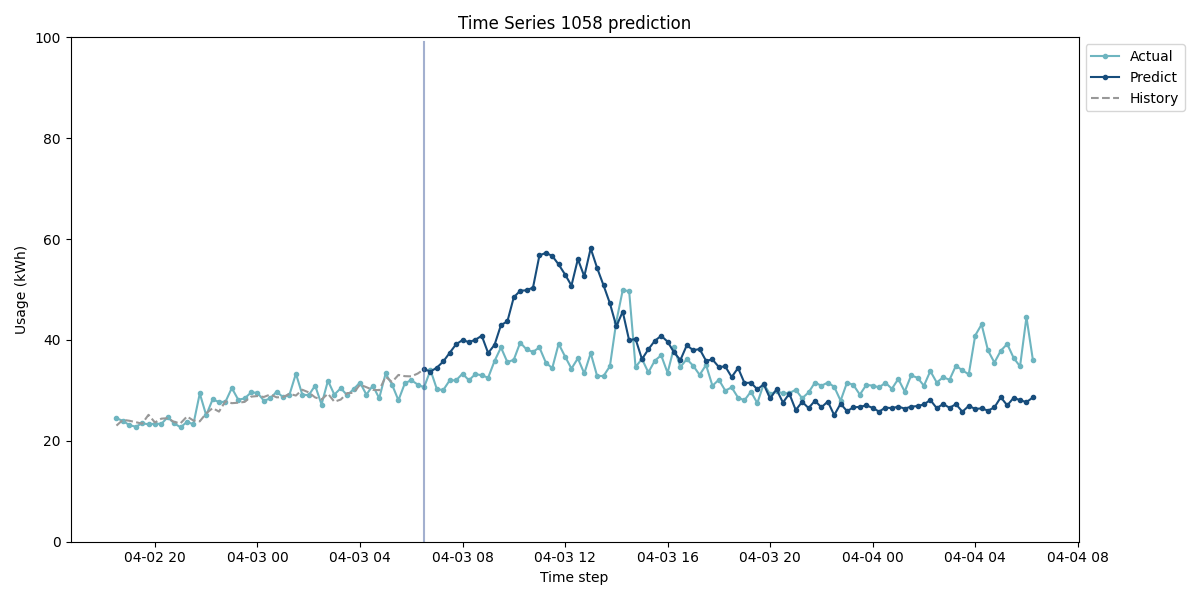 Time Series 1058 prediction
100
80
60
40
20
0
Usage (kWh)
04-02 20
04-03 00
04-03 04
04-03 08
04-03 12
04-03 16
04-03 20
04-04 00
04-04 04
04-04 08
Time step
Actual
Predict
History